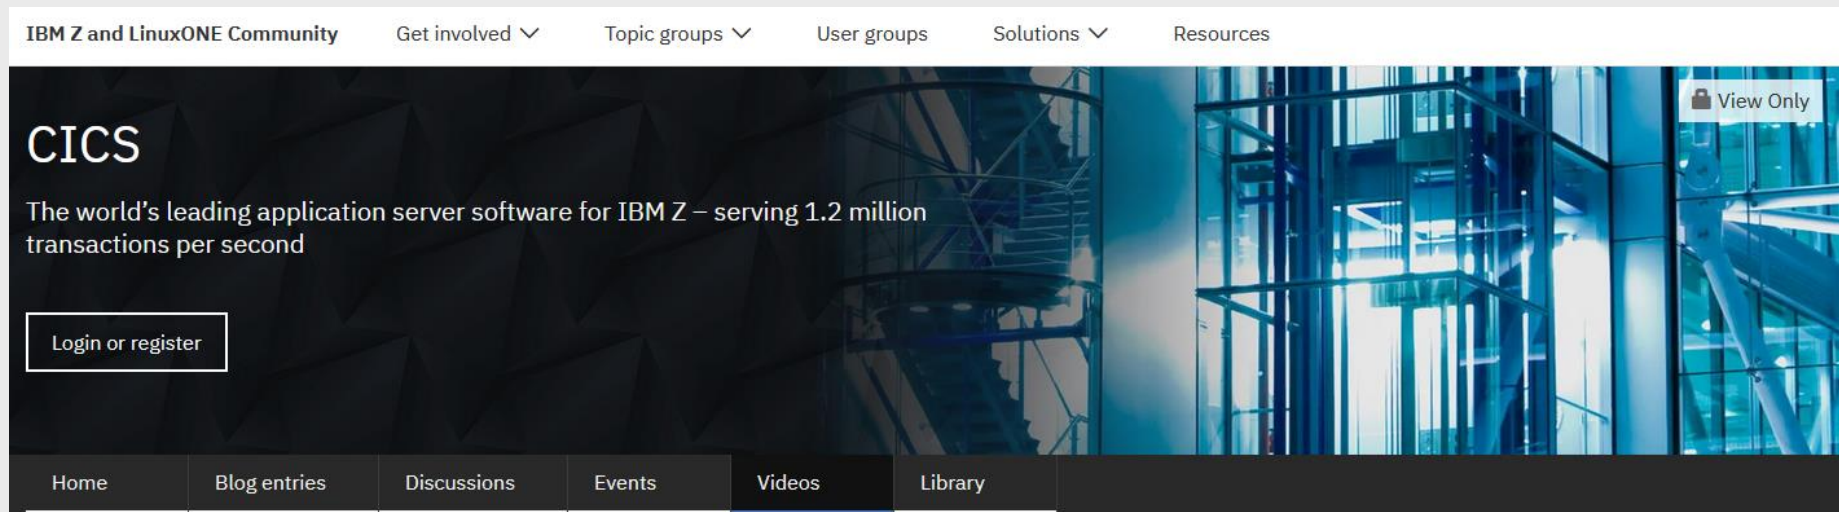 IBM Z and LinuxONE Community Get involved Topic groups User groups Solutions Resources
View Only
CICS
The world’s leading application server software for IBM Z – serving 1.2 million
transactions per second
Login or register
Home Blog entries Discussions Events Videos Library